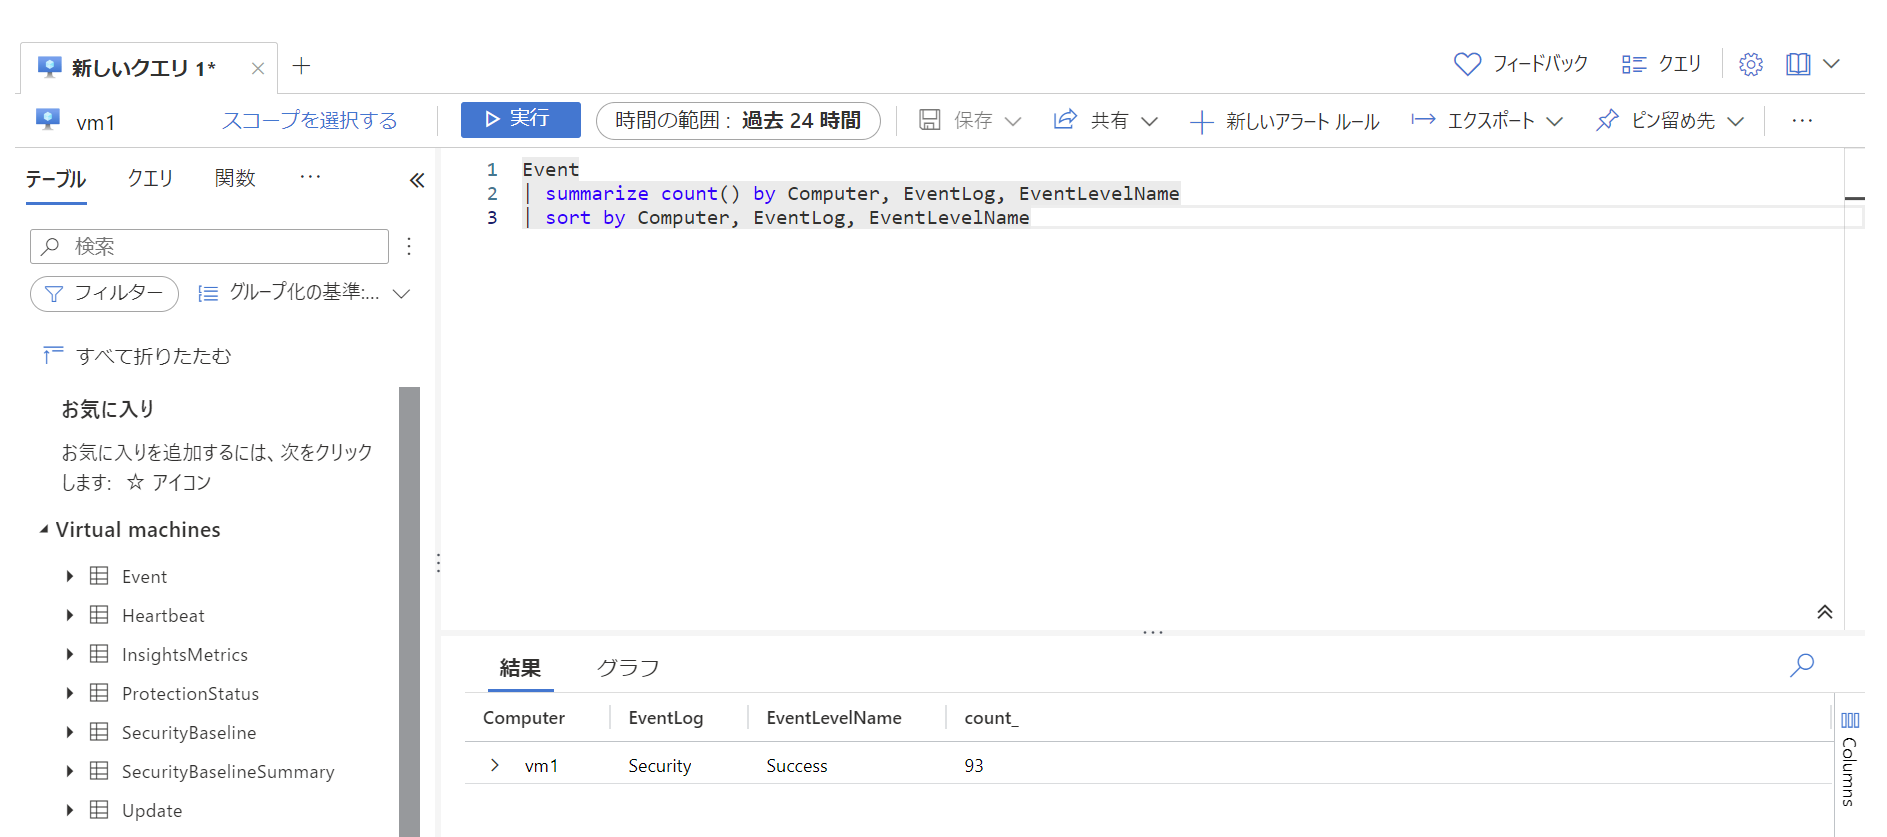 新しいクエリ 1*
フィードバック
クエリ
vm1
スコープを選択する
実行
時間の範囲 : 過去 24 時間
保存
共有
新しいアラート ルール
エクスポート
ピン留め先
テーブル
クエリ
関数
検索
フィルター
グループ化の基準:...
すべて折りたたむ
お気に入り
お気に入りを追加するには、次をクリック
します: ☆ アイコン
Virtual machines
Event
Heartbeat
InsightsMetrics
ProtectionStatus
SecurityBaseline
SecurityBaselineSummary
Update
1 Event
2 | summarize count() by Computer, EventLog, EventLevelName
3 | sort by Computer, EventLog, EventLevelName
結果
グラフ
Computer EventLog EventLevelName count_
vm1 Security Success 93
Columns